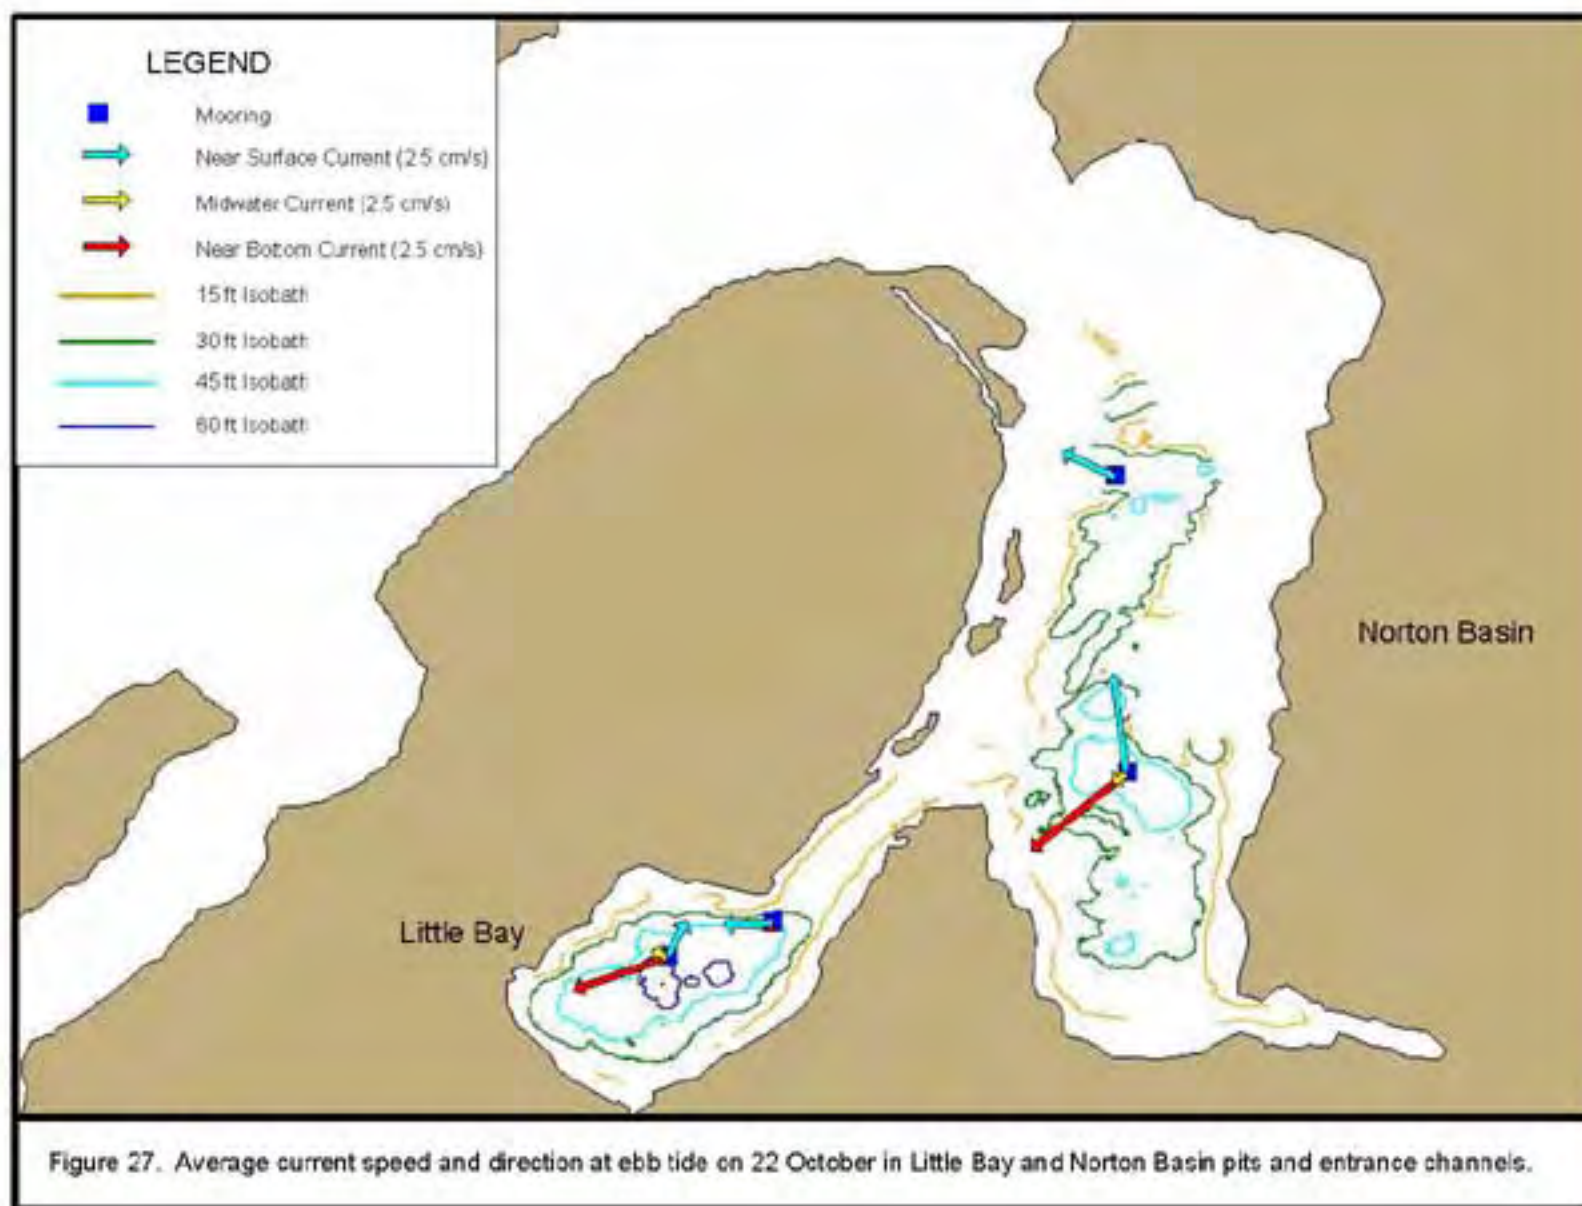 LEGEND
Mooring
Near Surface Current (2.5 cm/s)
Midwater Current (2.5 cm/s)
Near Bottom Current (2.5 cm/s)
15 ft Isobath
30 ft Isobath
45 ft Isobath
60 ft Isobath
Norton Basin
Little Bay
Figure 27. Average current speed and direction at ebb tide on 22 October in Little Bay and Norton Basin pits and entrance channels.